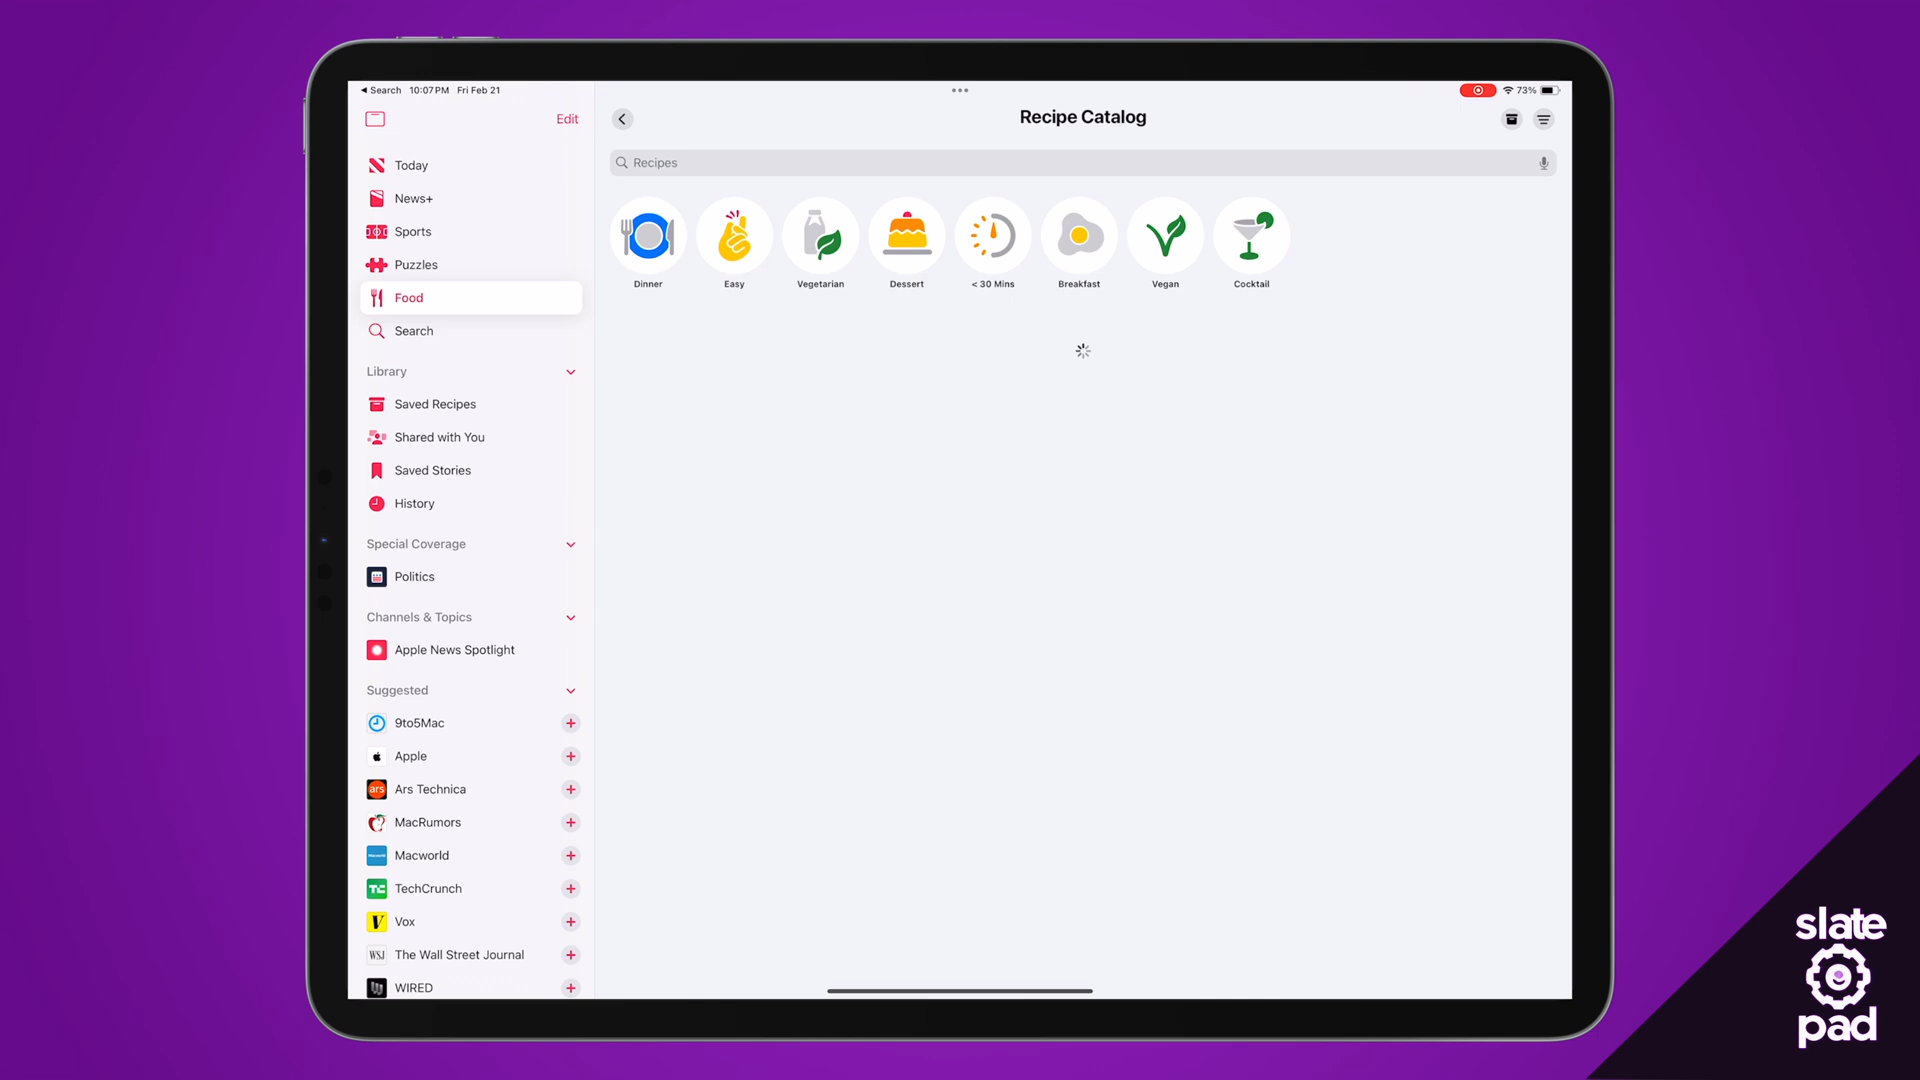 Search 10:07 PM Fri Feb 21
73%
Edit
Recipe Catalog
Recipes
Today
News+
Sports
Puzzles
Food
Search
Library
Saved Recipes
Shared with You
Saved Stories
History
Special Coverage
Politics
Channels & Topics
Apple News Spotlight
Suggested
9to5Mac
Apple
ars
Ars Technica
MacRumors
Macworld
TechCrunch
V
Vox
WSJ
The Wall Street Journal
WIRED
Dinner
Easy
Vegetarian
Dessert
< 30 Mins
Breakfast
Vegan
Cocktail
slate
pad